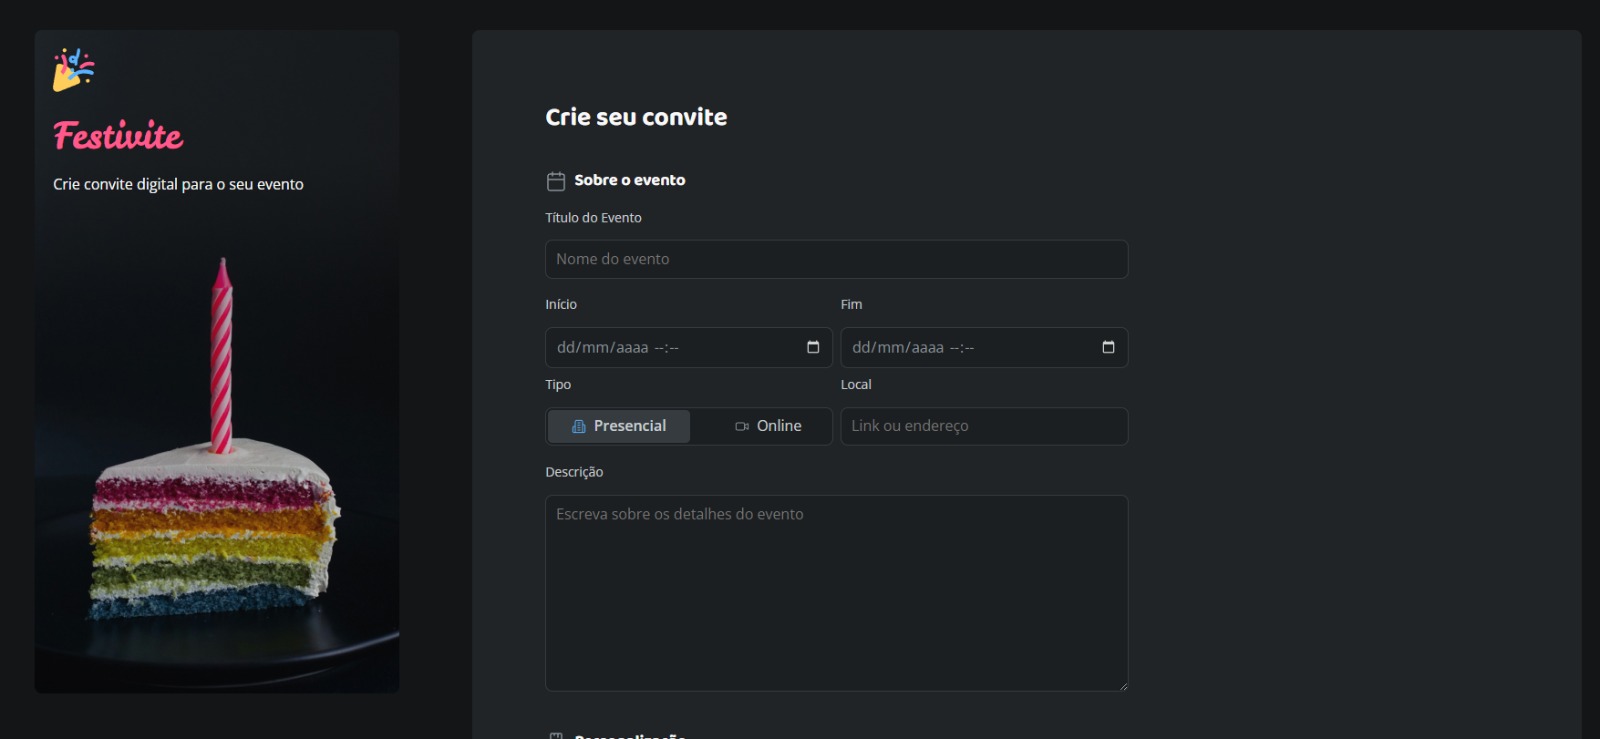 Festivite
Crie convite digital para o seu evento
Crie seu convite
Sobre o evento
Título do Evento
Nome do evento
Início
Fim
dd/mm/aaaa --:--
dd/mm/aaaa --:--
Tipo
Local
Presencial
Online
Link ou endereço
Descrição
Escreva sobre os detalhes do evento
Personalização